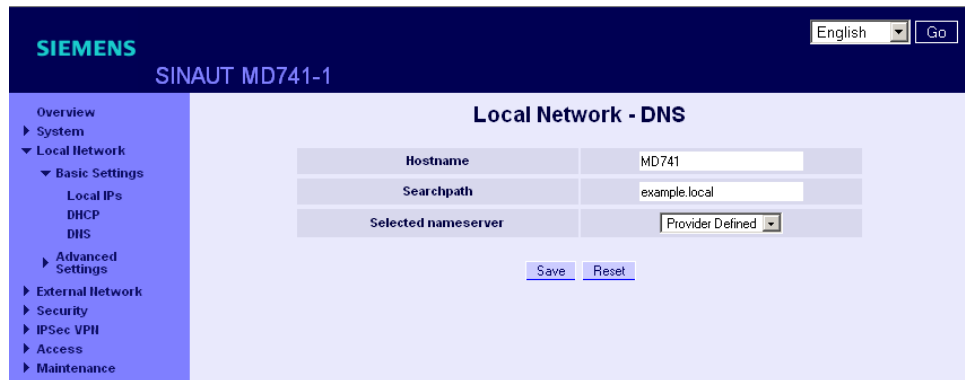 English Go
SIEMENS
SINAUT MD741-1
Overview
System
Local Network
Basic Settings
Local IPs
DHCP
DNS
Advanced
Settings
External Network
Security
IPSec VPN
Access
Maintenance
Local Network - DNS
Hostname MD741
Searchpath example.local
Selected nameserver Provider Defined
Save Reset